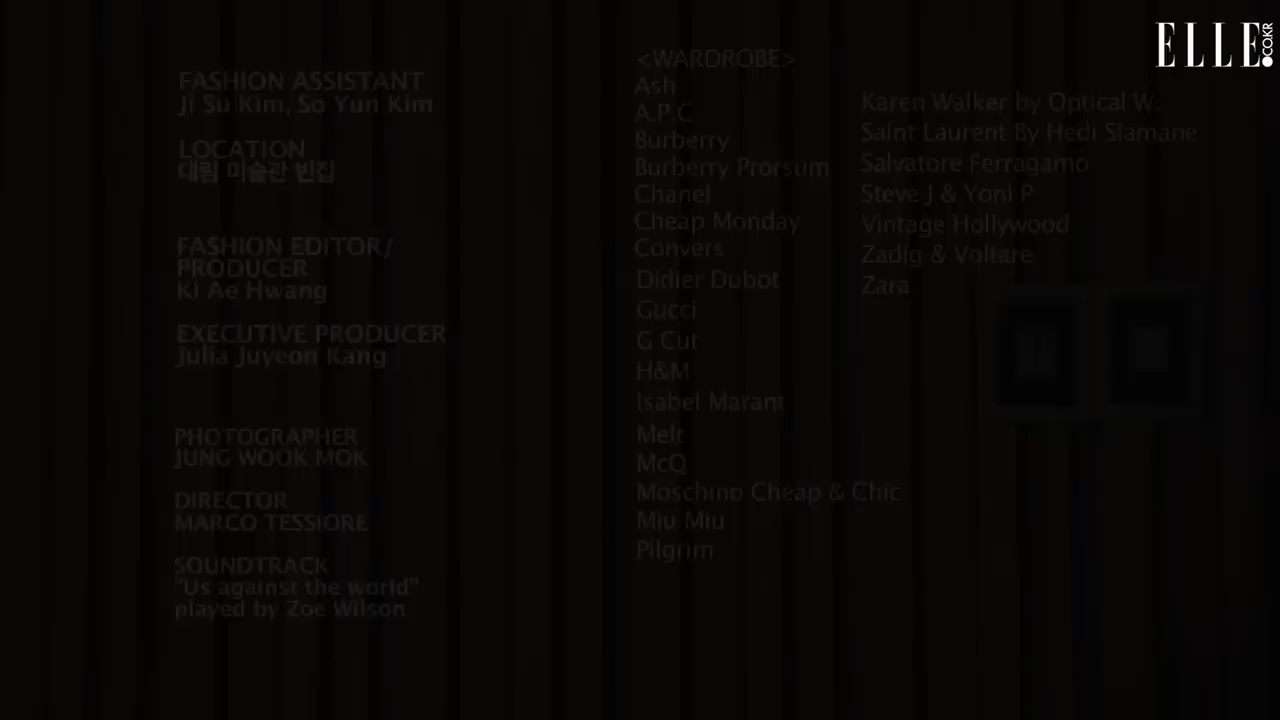 FASHION ASSISTANT
Ji Su Kim, So Yun Kim
LOCATION
대림 미술관 빈집
FASHION EDITOR/
PRODUCER
Ki Ae Hwang
EXECUTIVE PRODUCER
Julia Juyeon Kang
PHOTOGRAPHER
JUNG WOOK MOK
DIRECTOR
MARCO TESSIORE
SOUNDTRACK
"Us against the world"
played by Zoe Wilson
<WARDROBE>
Ash
A.P.C
Burberry
Burberry Prorsum
Chanel
Cheap Monday
Convers
Didier Dubot
Gucci
G Cut
H&M
Isabel Marant
Melt
McQ
Moschino Cheap & Chic
Miu Miu
Pilgrim
Karen Walker by Optical W.
Saint Laurent By Hedi Slamane
Salvatore Ferragamo
Steve J & Yoni P
Vintage Hollywood
Zadig & Voltare
Zara
ELLE.COKR